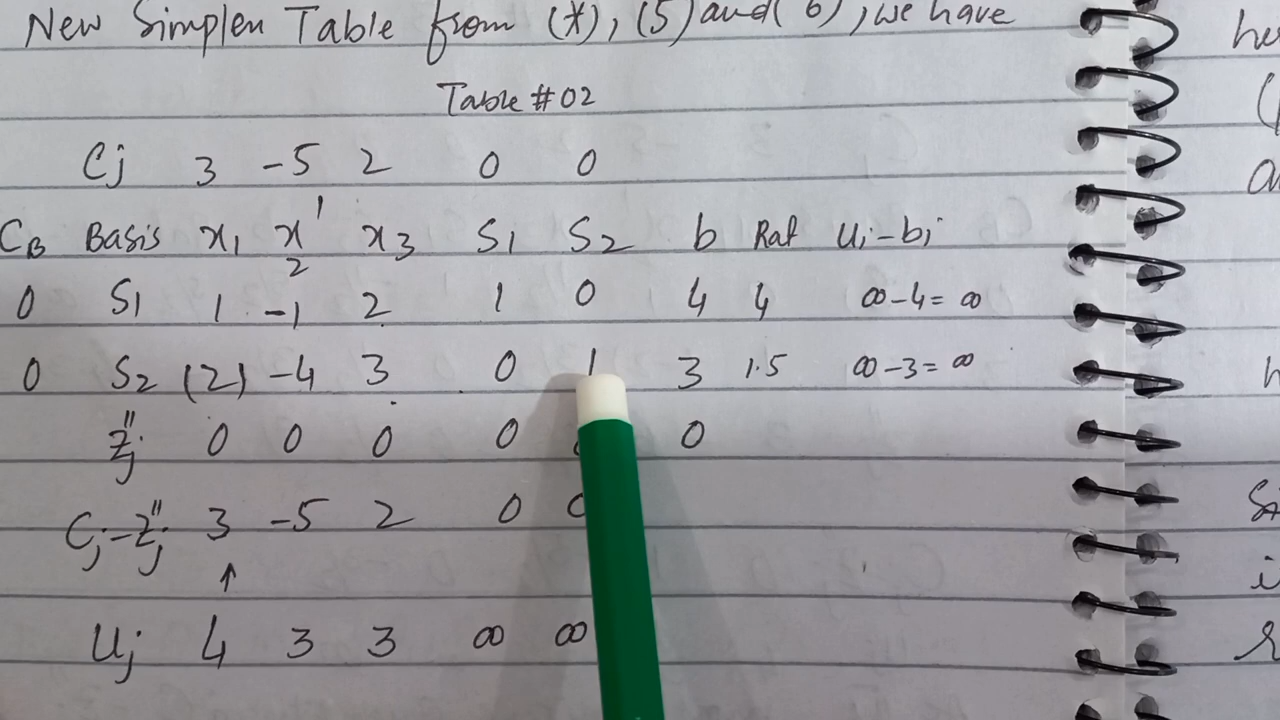 New Simplex Table from (*), (5) and (6), we have
Table # 02
Cj 3 -5 2 0 0
CB Basis x1 x2' x3 S1 S2 b Rat ui-bi
0 S1 1 -1 2 1 0 4 4 ∞-4=∞
0 S2 (2) -4 3 0 1 3 1.5 ∞-3=∞
Zj'' 0 0 0 0 0
Cj-Zj'' 3 -5 2 0 0
↑
Uj 4 3 3 ∞ ∞